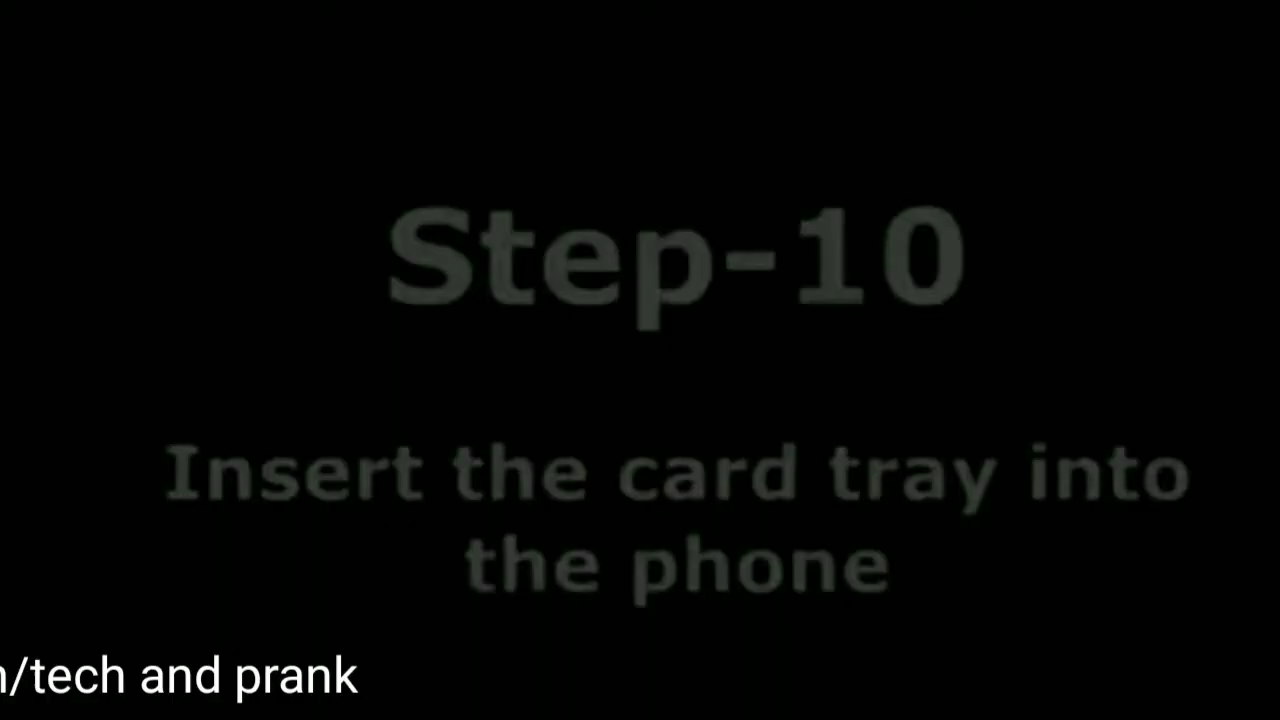 Step-10
Insert the card tray into
the phone
/tech and prank